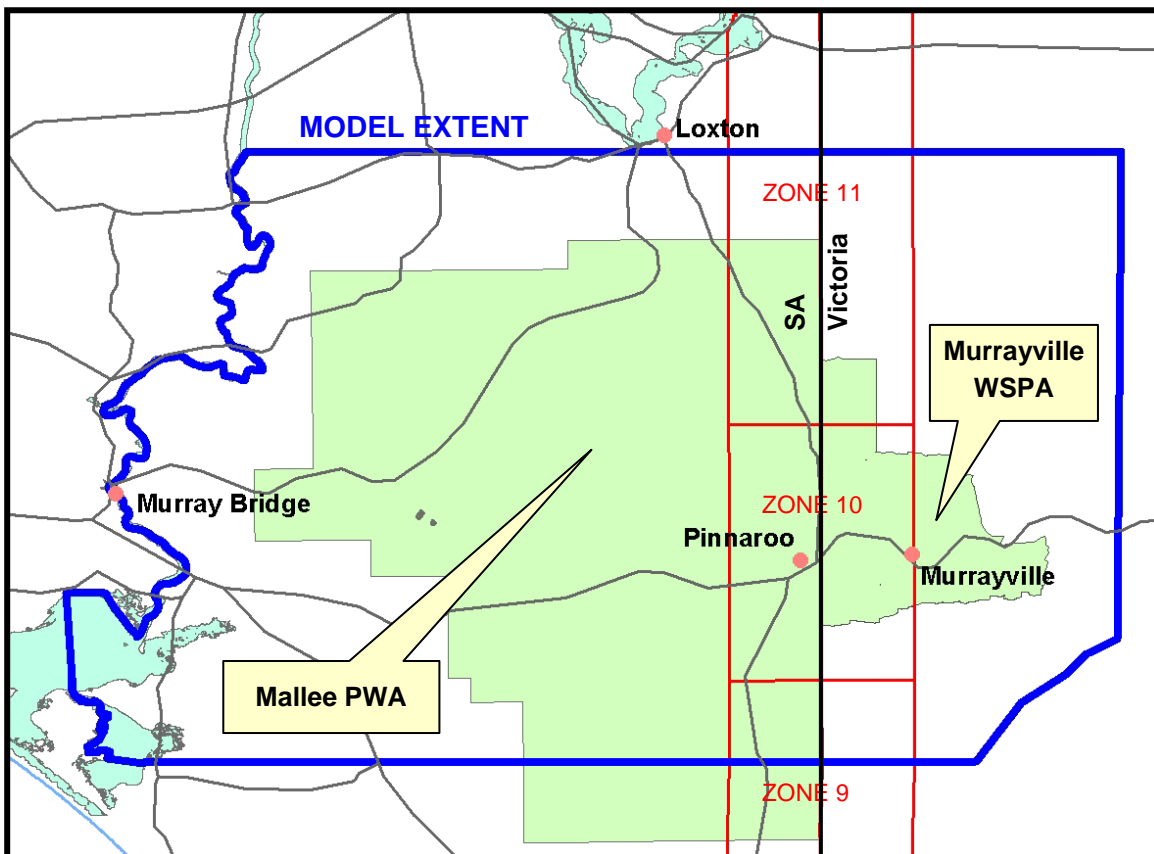 MODEL EXTENT
Loxton
ZONE 11
SA
Victoria
Murrayville
WSPA
Murray Bridge
ZONE 10
Pinnaroo
Murrayville
Mallee PWA
ZONE 9